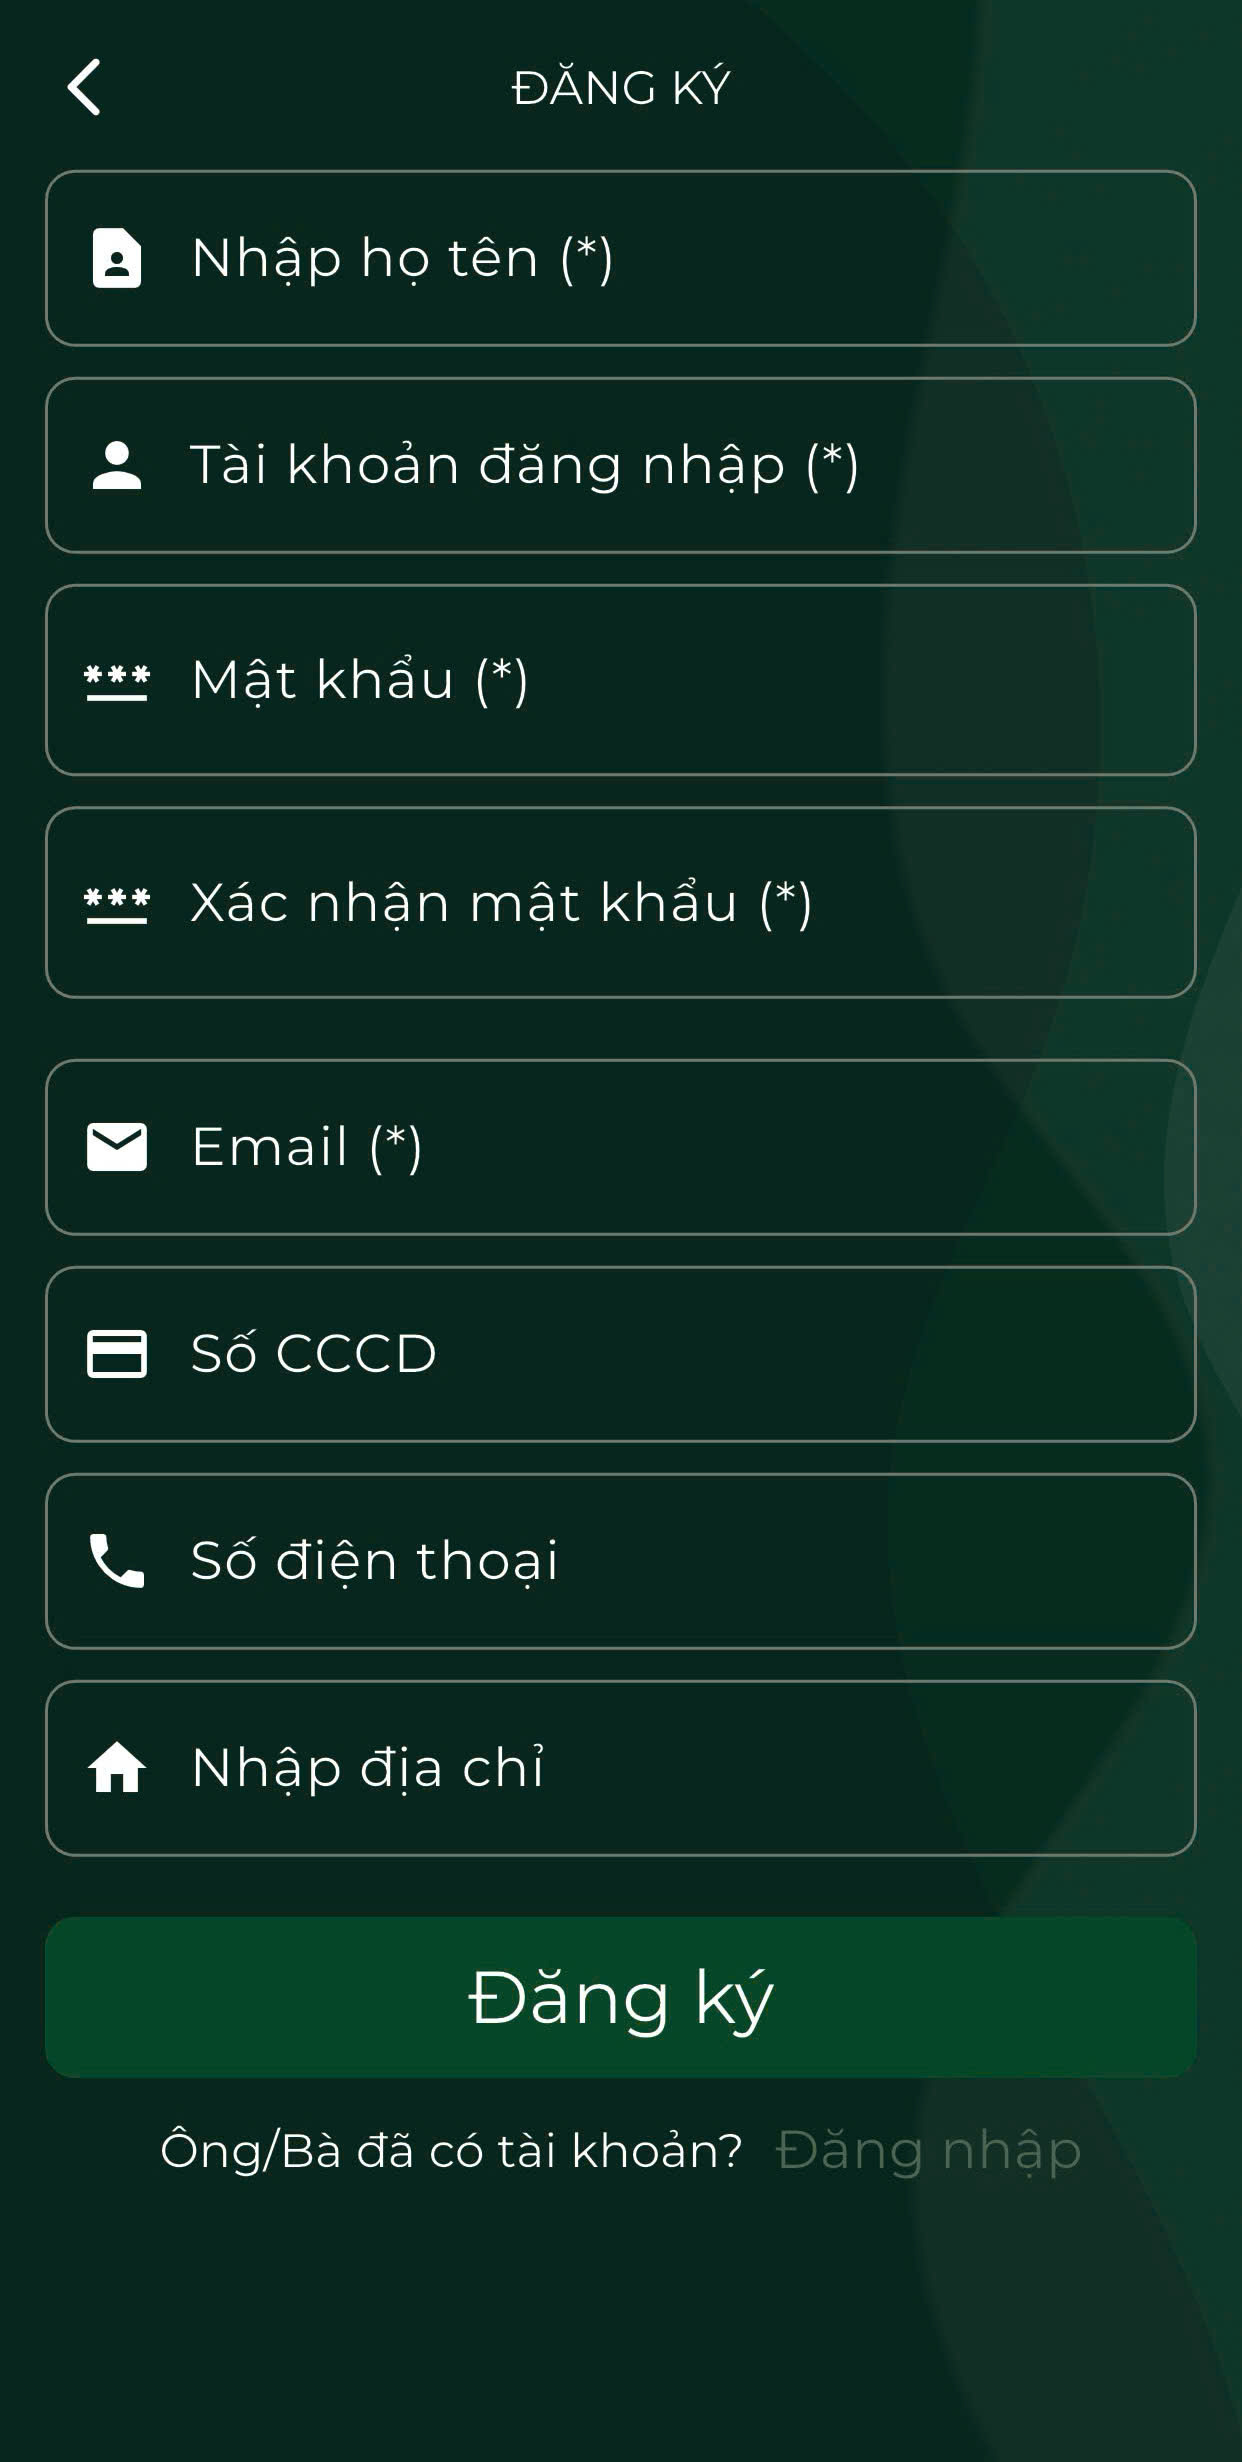 ĐĂNG KÝ
Nhập họ tên (*)
Tài khoản đăng nhập (*)
Mật khẩu (*)
Xác nhận mật khẩu (*)
Email (*)
Số CCCD
Số điện thoại
Nhập địa chỉ
Đăng ký
Ông/Bà đã có tài khoản? Đăng nhập